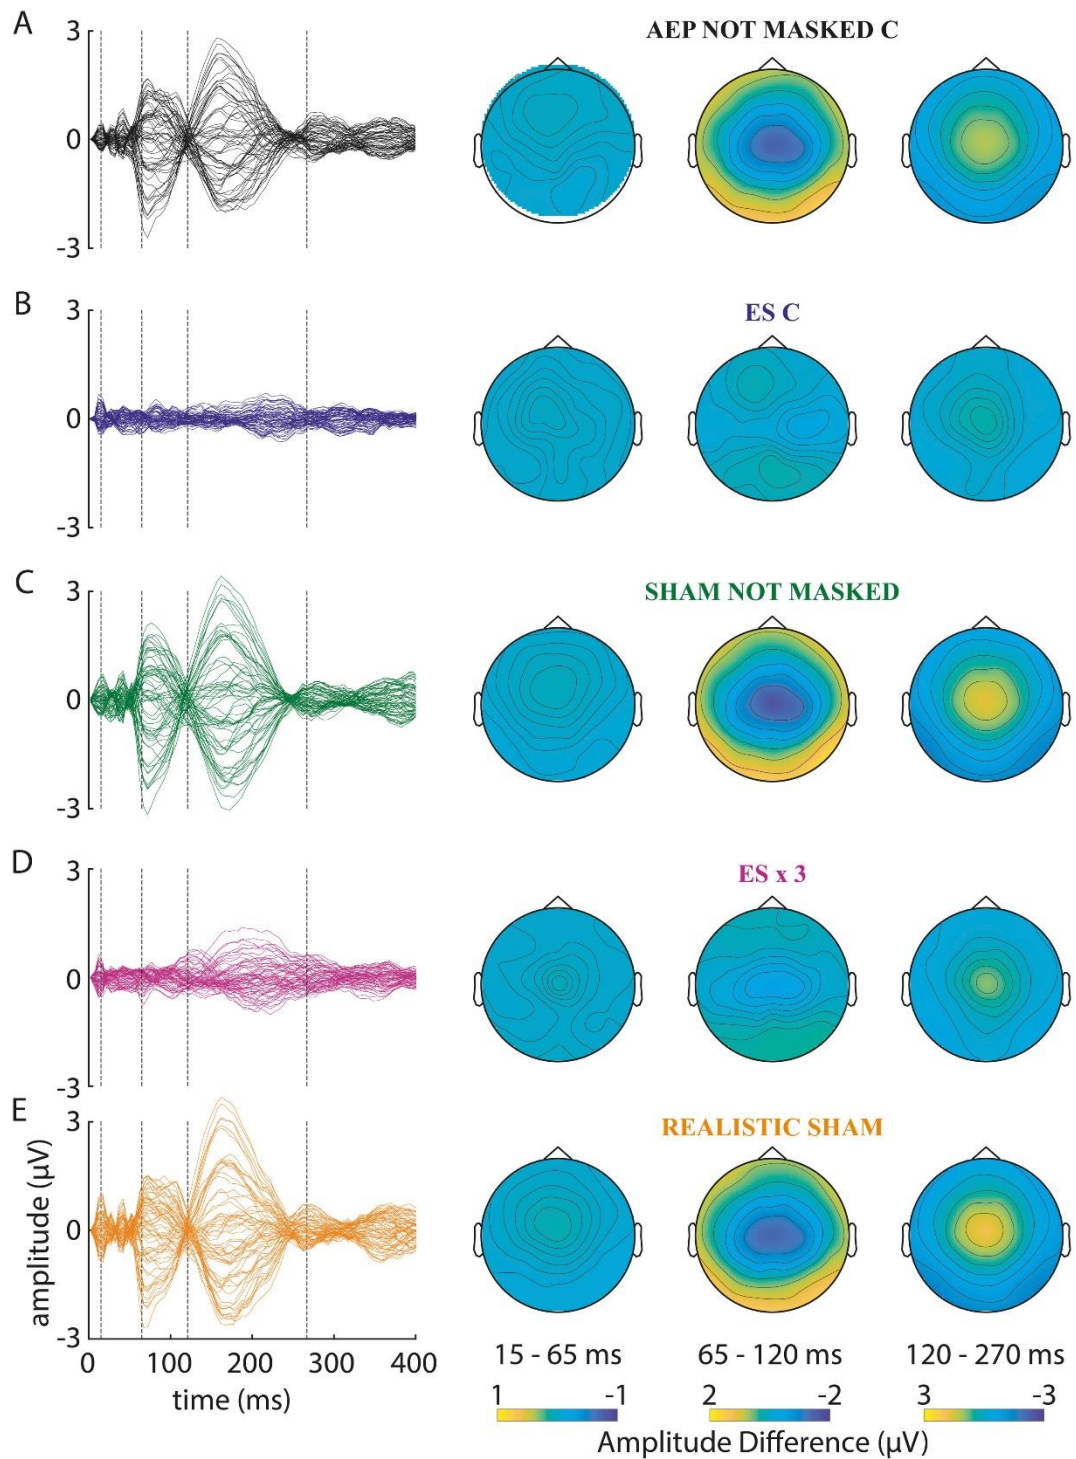 A
AEP NOT MASKED C
3
0
-3
B
ES C
3
0
-3
C
SHAM NOT MASKED
3
0
-3
D
ES x 3
3
0
-3
E
REALISTIC SHAM
3
0
-3
amplitude (µV)
0 100 200 300 400
time (ms)
15 - 65 ms 65 - 120 ms 120 - 270 ms
1 -1 2 -2 3 -3
Amplitude Difference (µV)